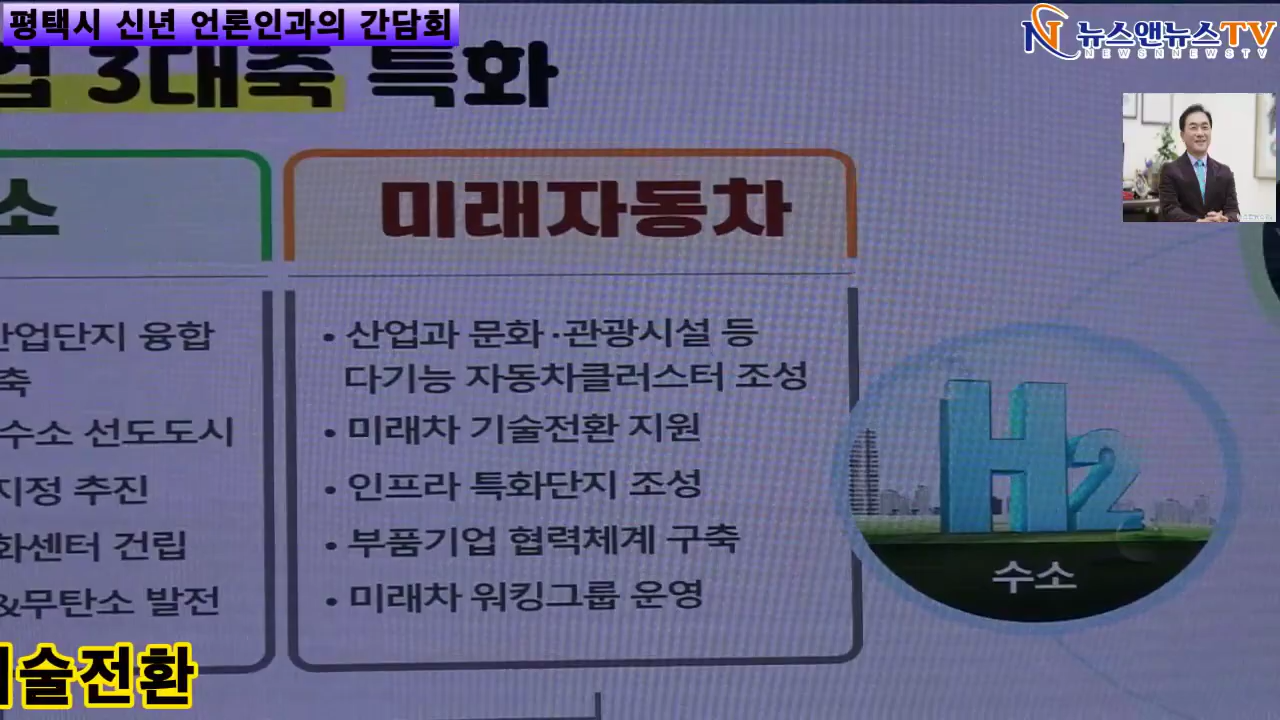 평택시 신년 언론인과의 간담회
뉴스앤뉴스TV
NEWSNNEWSTV
업 3대축 특화
소
미래자동차
산업단지 융합
축
수소 선도도시
지정 추진
화센터 건립
&무탄소 발전
• 산업과 문화·관광시설 등
다기능 자동차클러스터 조성
• 미래차 기술전환 지원
• 인프라 특화단지 조성
• 부품기업 협력체계 구축
• 미래차 워킹그룹 운영
H2
수소
기술전환